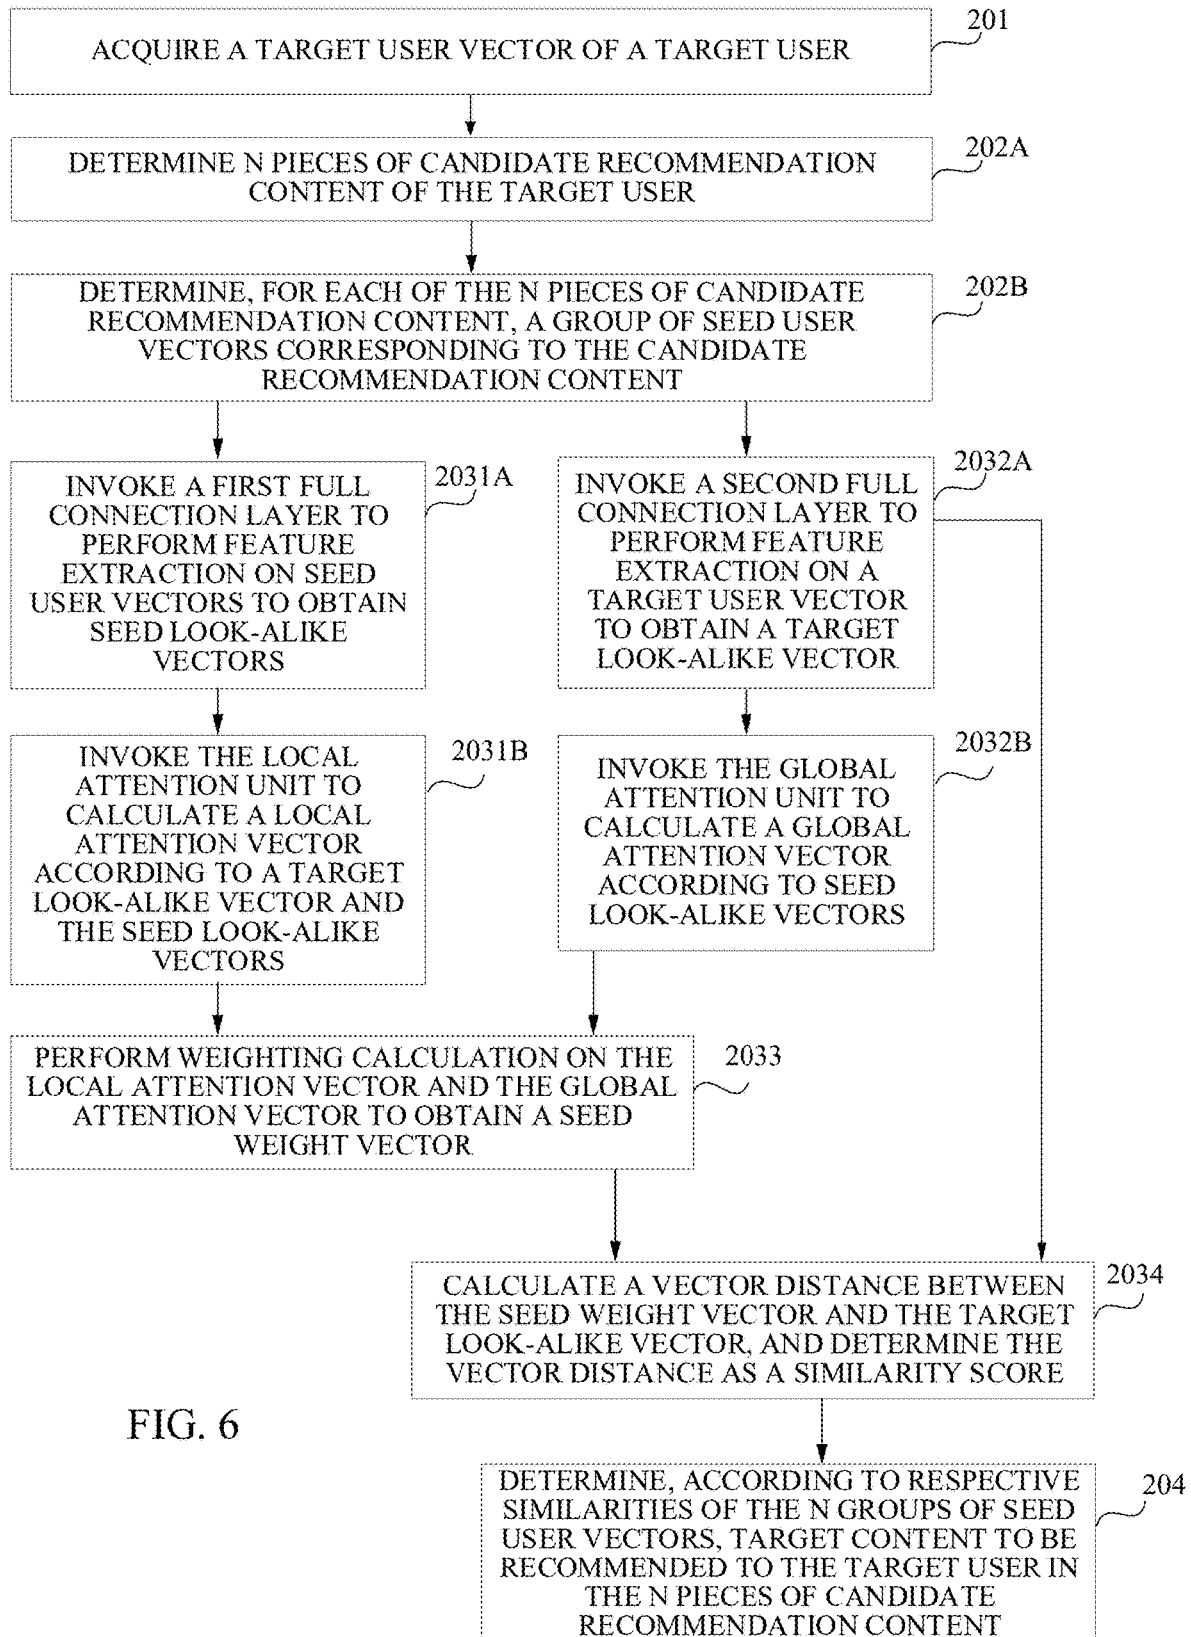 201
ACQUIRE A TARGET USER VECTOR OF A TARGET USER
202A
DETERMINE N PIECES OF CANDIDATE RECOMMENDATION
CONTENT OF THE TARGET USER
202B
DETERMINE, FOR EACH OF THE N PIECES OF CANDIDATE
RECOMMENDATION CONTENT, A GROUP OF SEED USER
VECTORS CORRESPONDING TO THE CANDIDATE
RECOMMENDATION CONTENT
2031A
INVOKE A FIRST FULL
CONNECTION LAYER TO
PERFORM FEATURE
EXTRACTION ON SEED
USER VECTORS TO OBTAIN
SEED LOOK-ALIKE
VECTORS
2032A
INVOKE A SECOND FULL
CONNECTION LAYER TO
PERFORM FEATURE
EXTRACTION ON A
TARGET USER VECTOR
TO OBTAIN A TARGET
LOOK-ALIKE VECTOR
2031B
INVOKE THE LOCAL
ATTENTION UNIT TO
CALCULATE A LOCAL
ATTENTION VECTOR
ACCORDING TO A TARGET
LOOK-ALIKE VECTOR AND
THE SEED LOOK-ALIKE
VECTORS
2032B
INVOKE THE GLOBAL
ATTENTION UNIT TO
CALCULATE A GLOBAL
ATTENTION VECTOR
ACCORDING TO SEED
LOOK-ALIKE VECTORS
2033
PERFORM WEIGHTING CALCULATION ON THE
LOCAL ATTENTION VECTOR AND THE GLOBAL
ATTENTION VECTOR TO OBTAIN A SEED
WEIGHT VECTOR
2034
CALCULATE A VECTOR DISTANCE BETWEEN
THE SEED WEIGHT VECTOR AND THE TARGET
LOOK-ALIKE VECTOR, AND DETERMINE THE
VECTOR DISTANCE AS A SIMILARITY SCORE
FIG. 6
204
DETERMINE, ACCORDING TO RESPECTIVE
SIMILARITIES OF THE N GROUPS OF SEED
USER VECTORS, TARGET CONTENT TO BE
RECOMMENDED TO THE TARGET USER IN
THE N PIECES OF CANDIDATE
RECOMMENDATION CONTENT